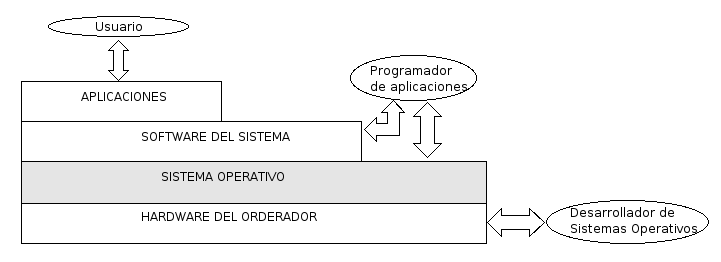 Usuario
Programador
de aplicaciones
APLICACIONES
SOFTWARE DEL SISTEMA
SISTEMA OPERATIVO
HARDWARE DEL ORDERADOR
Desarrollador de
Sistemas Operativos